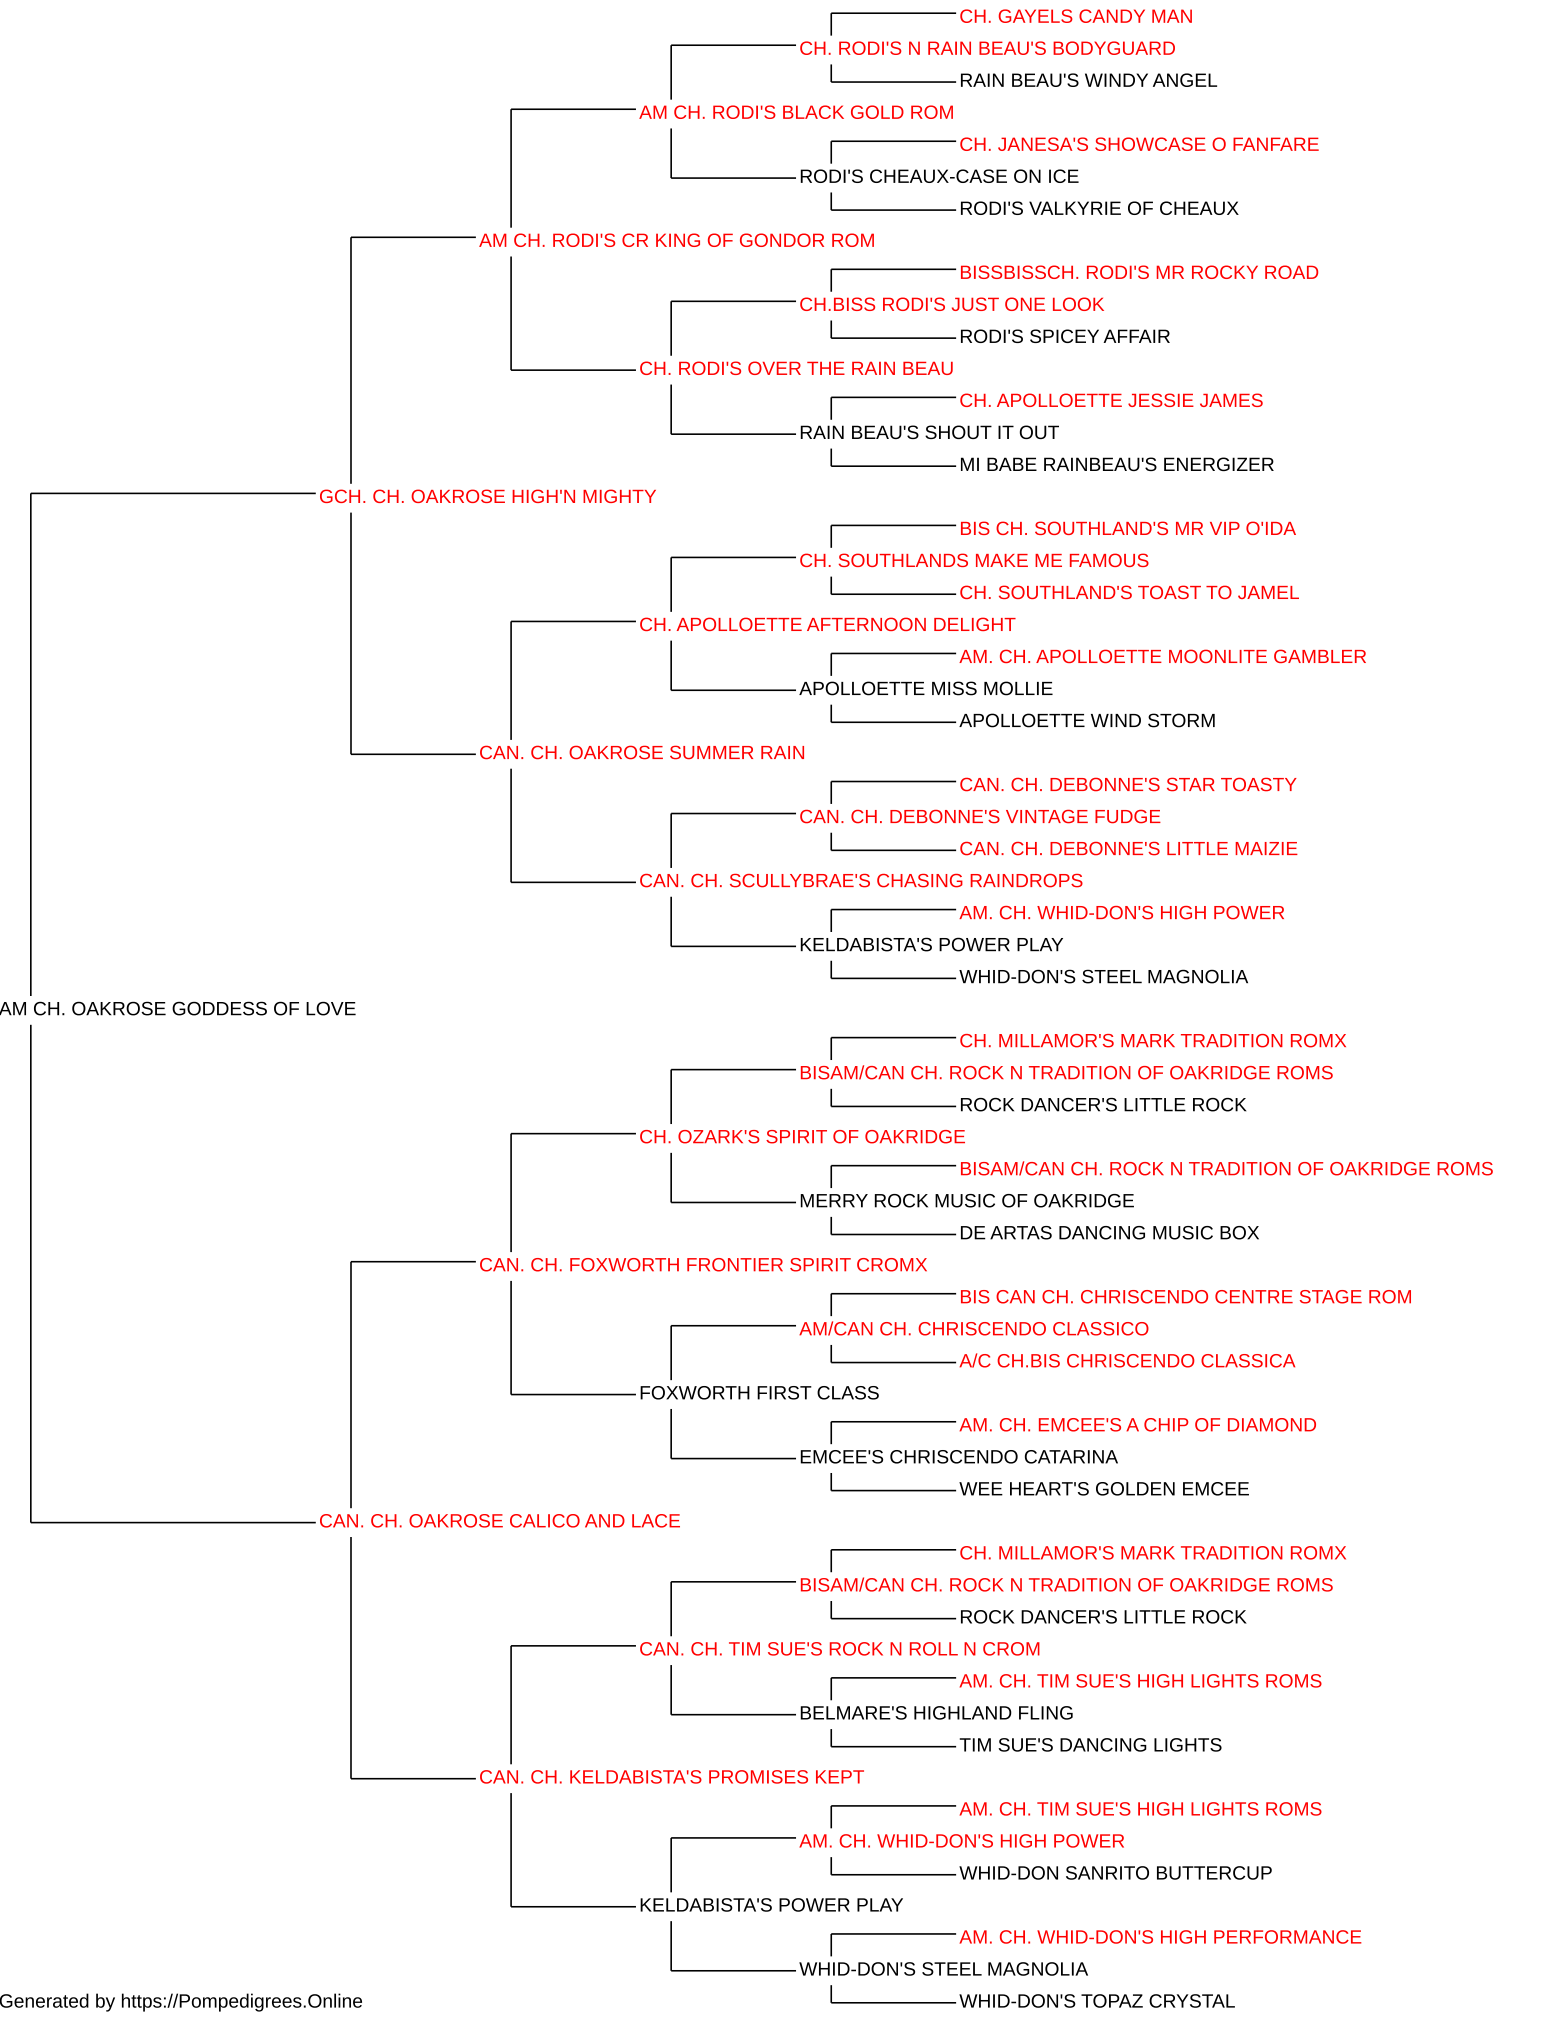 CH. GAYELS CANDY MAN
CH. RODI'S N RAIN BEAU'S BODYGUARD
RAIN BEAU'S WINDY ANGEL
AM CH. RODI'S BLACK GOLD ROM
CH. JANESA'S SHOWCASE O FANFARE
RODI'S CHEAUX-CASE ON ICE
RODI'S VALKYRIE OF CHEAUX
AM CH. RODI'S CR KING OF GONDOR ROM
BISSBISSCH. RODI'S MR ROCKY ROAD
CH.BISS RODI'S JUST ONE LOOK
RODI'S SPICEY AFFAIR
CH. RODI'S OVER THE RAIN BEAU
CH. APOLLOETTE JESSIE JAMES
RAIN BEAU'S SHOUT IT OUT
MI BABE RAINBEAU'S ENERGIZER
GCH. CH. OAKROSE HIGH'N MIGHTY
BIS CH. SOUTHLAND'S MR VIP O'IDA
CH. SOUTHLANDS MAKE ME FAMOUS
CH. SOUTHLAND'S TOAST TO JAMEL
CH. APOLLOETTE AFTERNOON DELIGHT
AM. CH. APOLLOETTE MOONLITE GAMBLER
APOLLOETTE MISS MOLLIE
APOLLOETTE WIND STORM
CAN. CH. OAKROSE SUMMER RAIN
CAN. CH. DEBONNE'S STAR TOASTY
CAN. CH. DEBONNE'S VINTAGE FUDGE
CAN. CH. DEBONNE'S LITTLE MAIZIE
CAN. CH. SCULLYBRAE'S CHASING RAINDROPS
AM. CH. WHID-DON'S HIGH POWER
KELDABISTA'S POWER PLAY
WHID-DON'S STEEL MAGNOLIA
AM CH. OAKROSE GODDESS OF LOVE
CH. MILLAMOR'S MARK TRADITION ROMX
BISAM/CAN CH. ROCK N TRADITION OF OAKRIDGE ROMS
ROCK DANCER'S LITTLE ROCK
CH. OZARK'S SPIRIT OF OAKRIDGE
BISAM/CAN CH. ROCK N TRADITION OF OAKRIDGE ROMS
MERRY ROCK MUSIC OF OAKRIDGE
DE ARTAS DANCING MUSIC BOX
CAN. CH. FOXWORTH FRONTIER SPIRIT CROMX
BIS CAN CH. CHRISCENDO CENTRE STAGE ROM
AM/CAN CH. CHRISCENDO CLASSICO
A/C CH.BIS CHRISCENDO CLASSICA
FOXWORTH FIRST CLASS
AM. CH. EMCEE'S A CHIP OF DIAMOND
EMCEE'S CHRISCENDO CATARINA
WEE HEART'S GOLDEN EMCEE
CAN. CH. OAKROSE CALICO AND LACE
CH. MILLAMOR'S MARK TRADITION ROMX
BISAM/CAN CH. ROCK N TRADITION OF OAKRIDGE ROMS
ROCK DANCER'S LITTLE ROCK
CAN. CH. TIM SUE'S ROCK N ROLL N CROM
AM. CH. TIM SUE'S HIGH LIGHTS ROMS
BELMARE'S HIGHLAND FLING
TIM SUE'S DANCING LIGHTS
CAN. CH. KELDABISTA'S PROMISES KEPT
AM. CH. TIM SUE'S HIGH LIGHTS ROMS
AM. CH. WHID-DON'S HIGH POWER
WHID-DON SANRITO BUTTERCUP
KELDABISTA'S POWER PLAY
AM. CH. WHID-DON'S HIGH PERFORMANCE
WHID-DON'S STEEL MAGNOLIA
WHID-DON'S TOPAZ CRYSTAL
Generated by https://Pompedigrees.Online